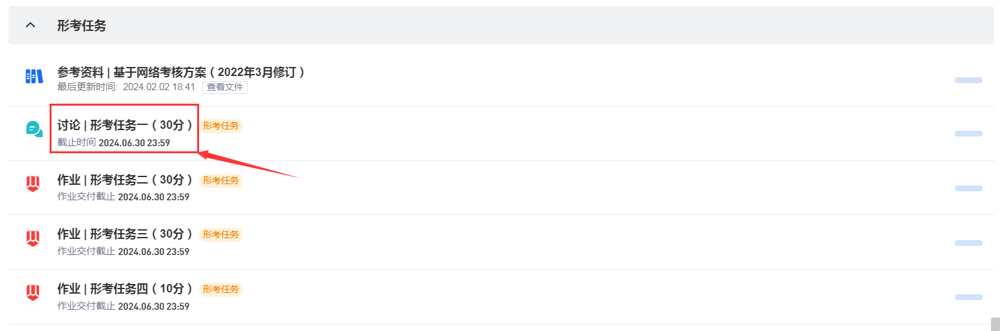 形考任务
参考资料 | 基于网络考核方案（2022年3月修订）
最后更新时间: 2024.02.02 18:41 查看文件
讨论 | 形考任务一（30分） 形考任务
截止时间 2024.06.30 23:59
作业 | 形考任务二（30分） 形考任务
作业交付截止 2024.06.30 23:59
作业 | 形考任务三（30分） 形考任务
作业交付截止 2024.06.30 23:59
作业 | 形考任务四（10分） 形考任务
作业交付截止 2024.06.30 23:59